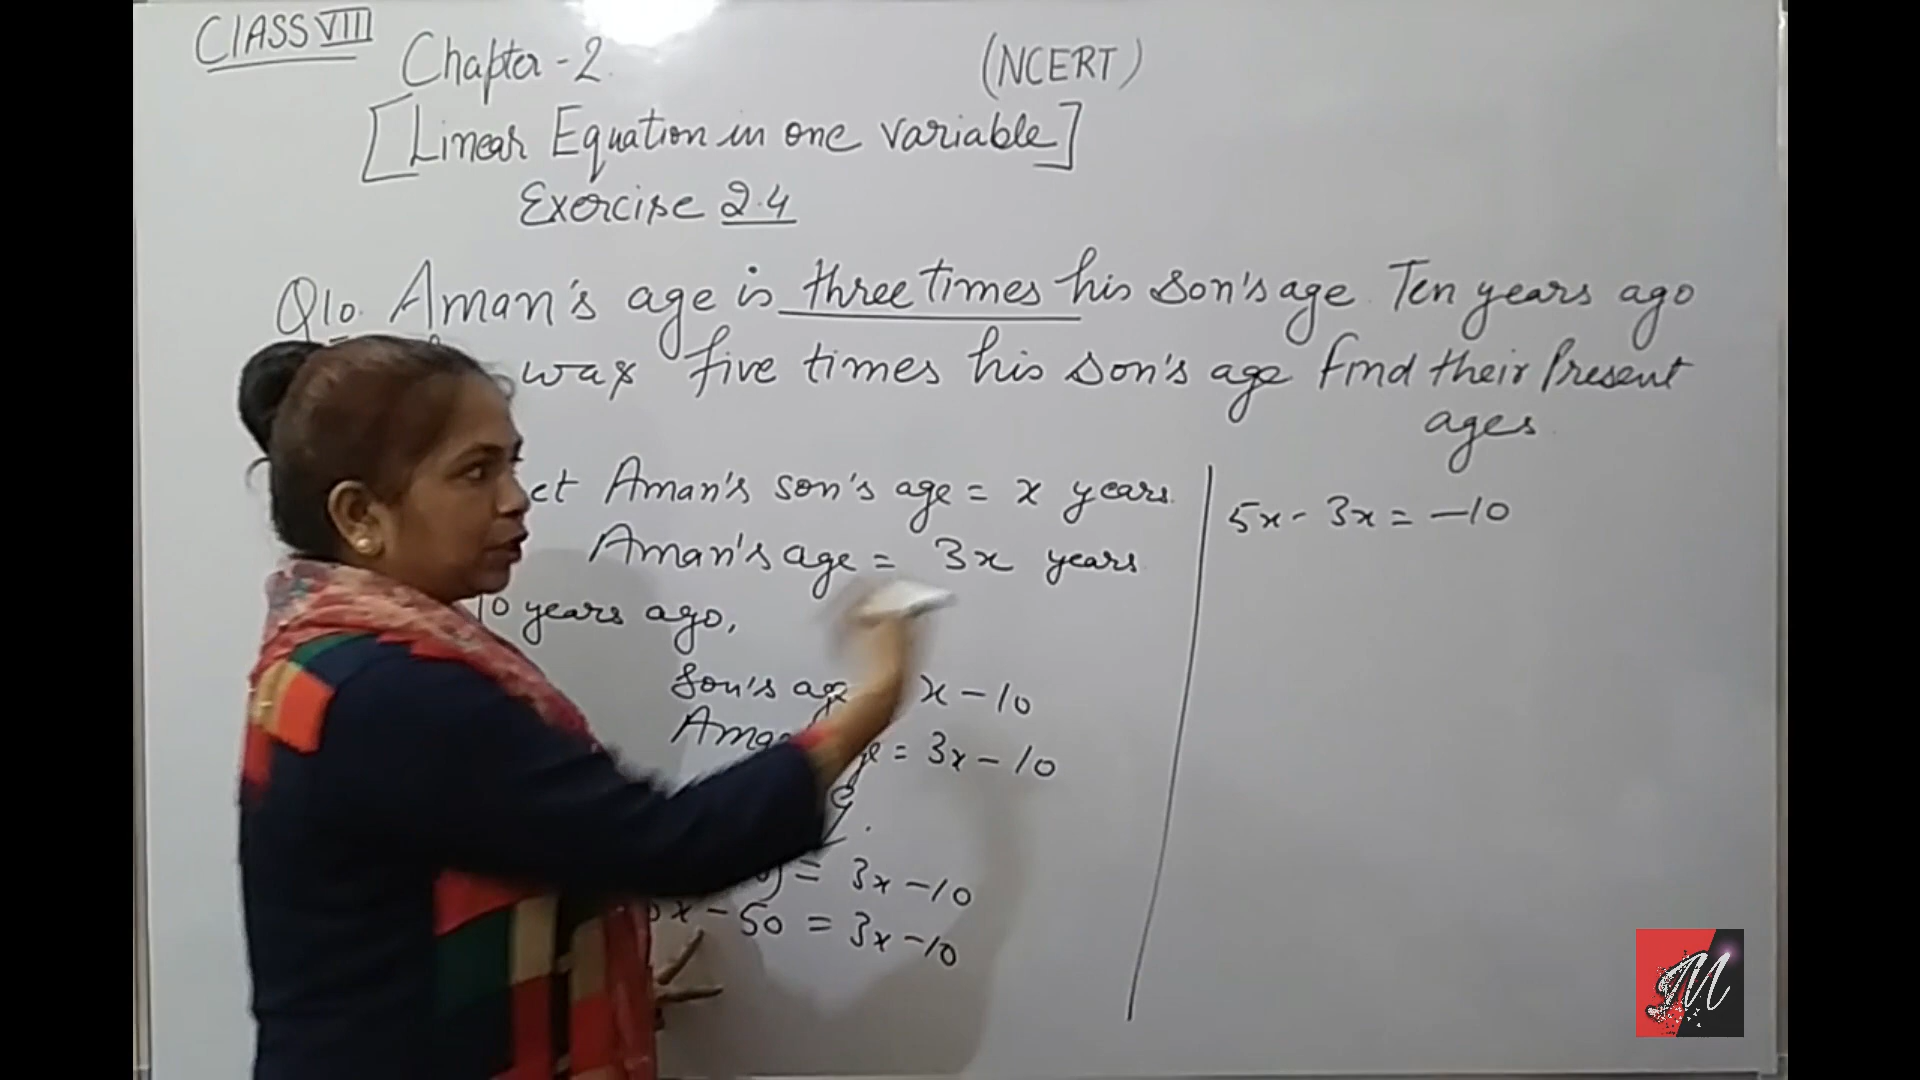 CLASS VIII
Chapter - 2
(NCERT)
[Linear Equation in one variable]
Exercise 2.4
Q10. Aman's age is three times his son's age. Ten years ago
was five times his son's age Find their Present
ages.
et Aman's son's age = x years.
Aman's age = 3x years
10 years ago,
Son's age x - 10
Aman = 3x - 10
= 3x - 10
x - 50 = 3x - 10
5x - 3x = -10
M